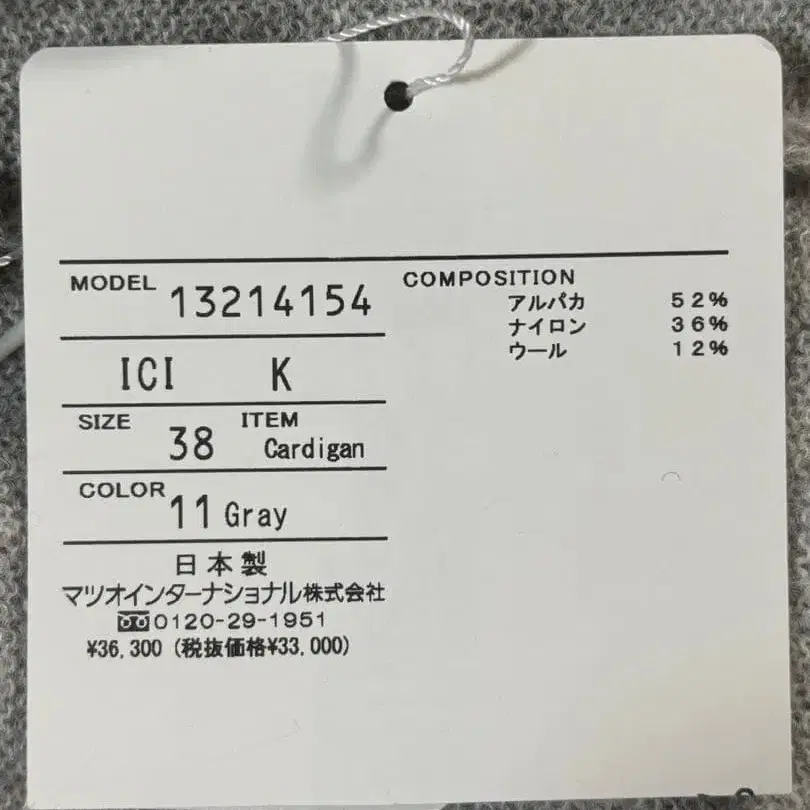 MODEL 13214154
ICI K
SIZE 38 ITEM Cardigan
COLOR 11 Gray
日本製
マツオインターナショナル株式会社
0120-29-1951
¥36,300 (税抜価格¥33,000)
COMPOSITION
アルパカ 52%
ナイロン 36%
ウール 12%